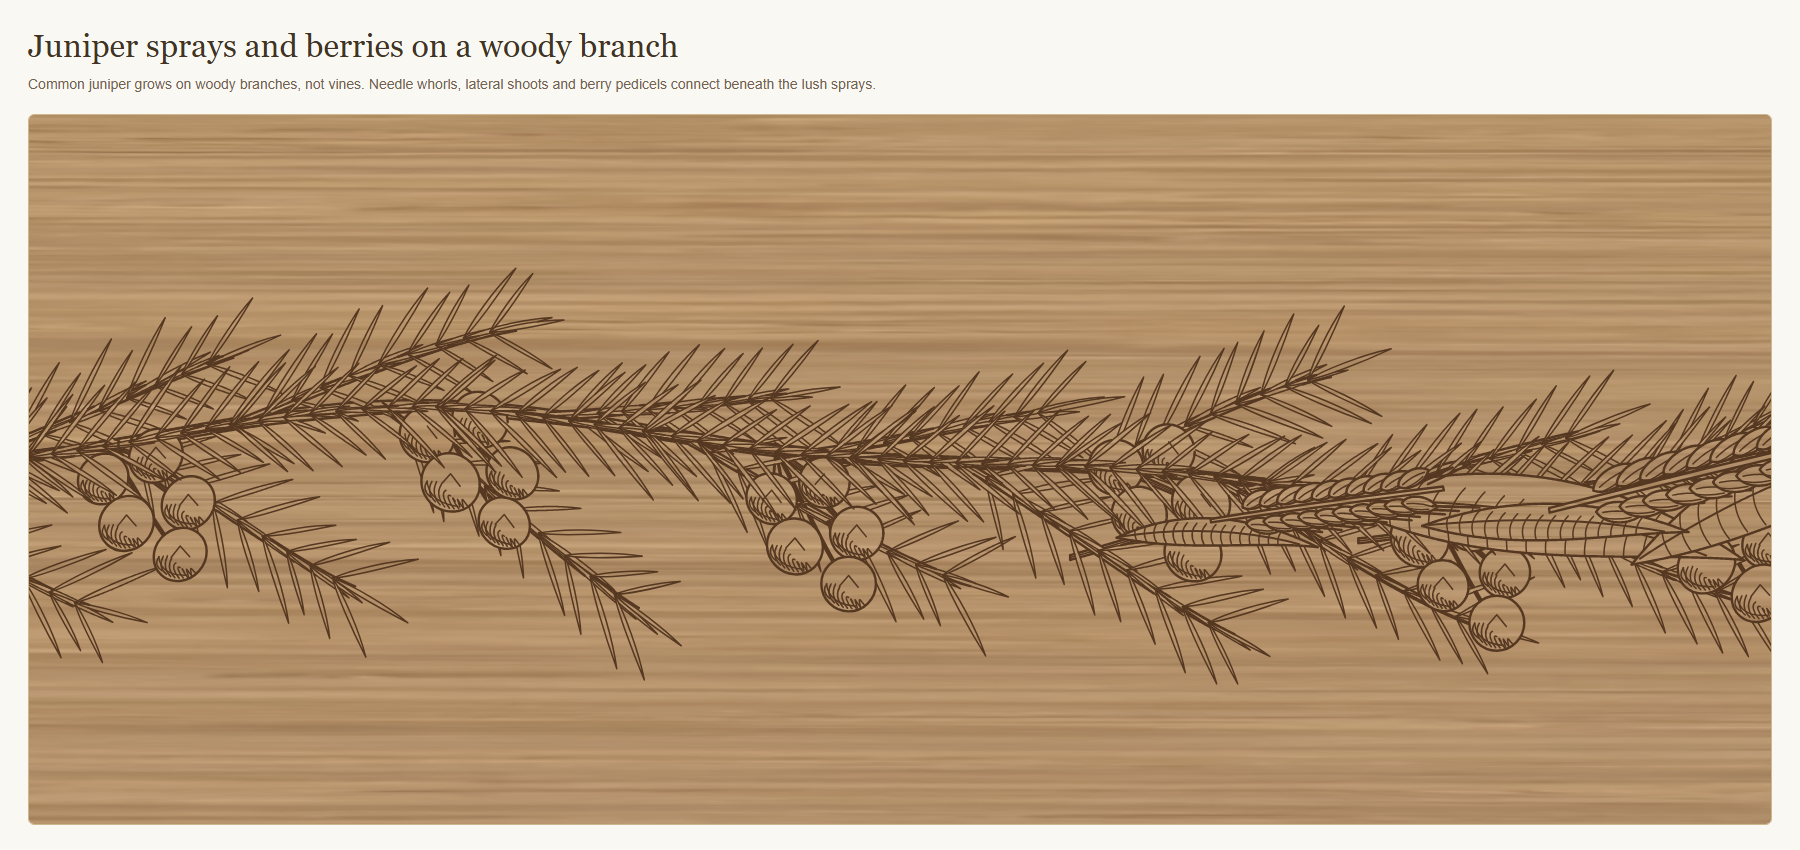 Juniper sprays and berries on a woody branch
Common juniper grows on woody branches, not vines. Needle whorls, lateral shoots and berry pedicels connect beneath the lush sprays.